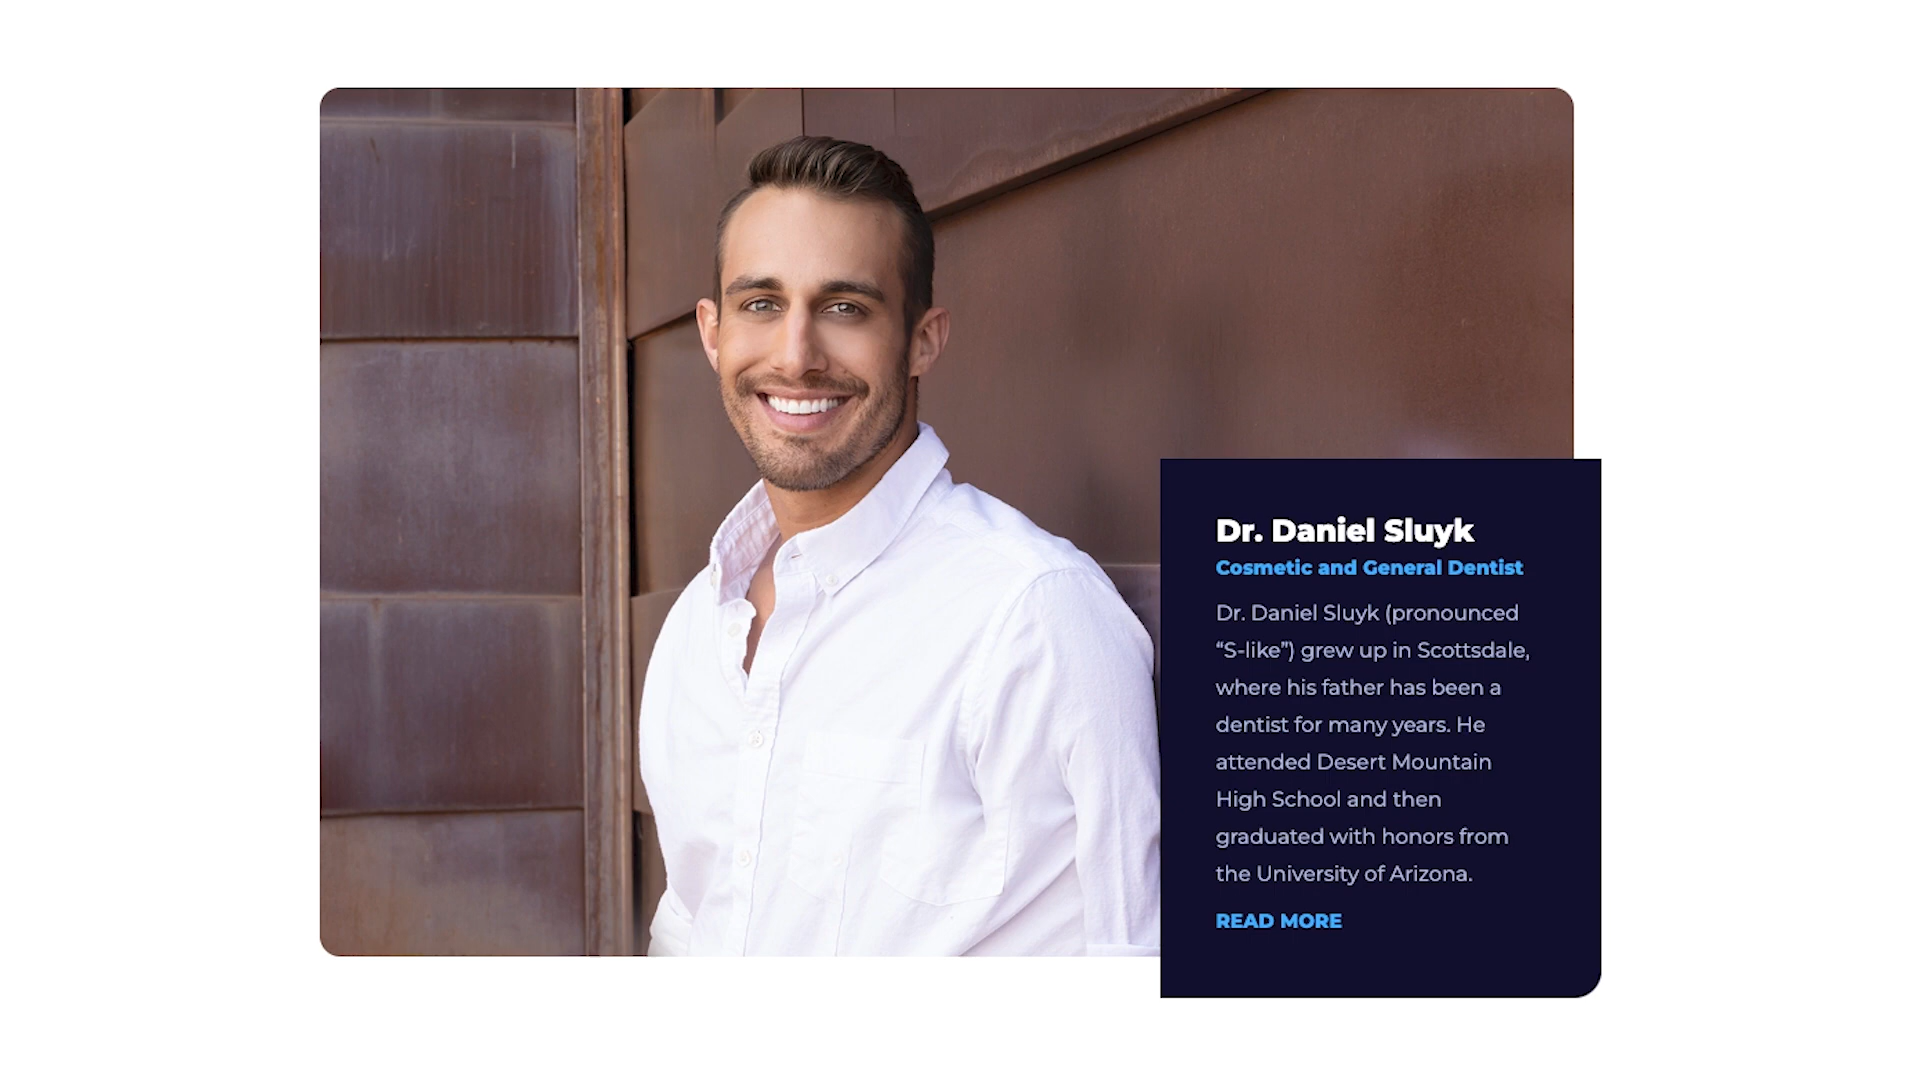 Dr. Daniel Sluyk
Cosmetic and General Dentist
Dr. Daniel Sluyk (pronounced
“S-like”) grew up in Scottsdale,
where his father has been a
dentist for many years. He
attended Desert Mountain
High School and then
graduated with honors from
the University of Arizona.
READ MORE